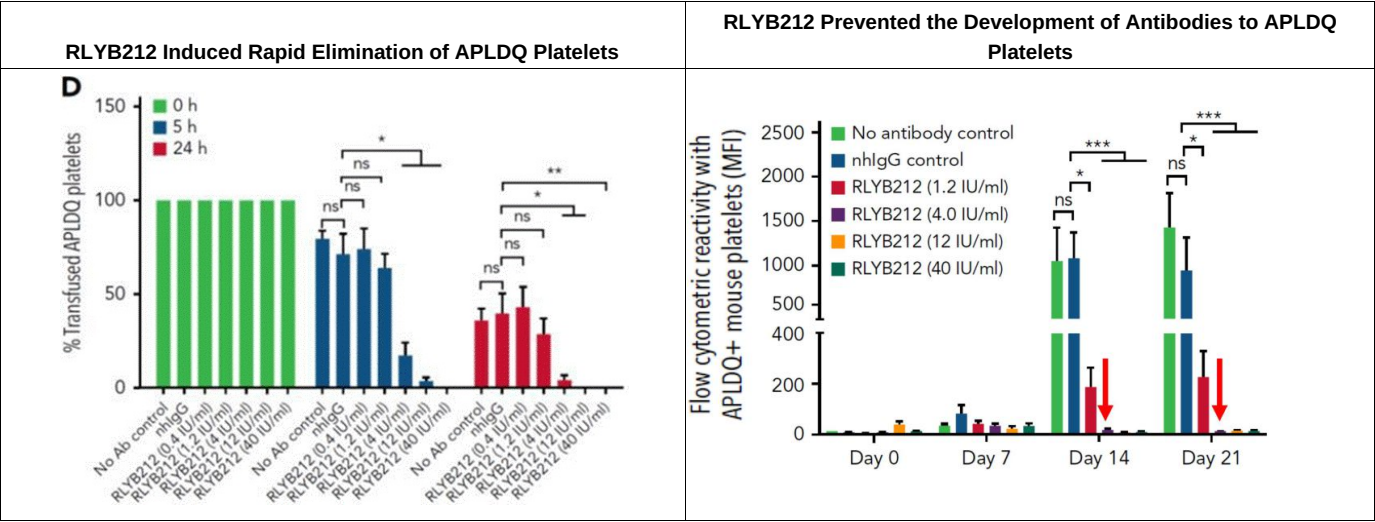 RLYB212 Induced Rapid Elimination of APLDQ Platelets
RLYB212 Prevented the Development of Antibodies to APLDQ
Platelets
D
% Transfused APLDQ platelets
150
100
50
0
0 h
5 h
24 h
ns
ns
ns
*
ns
ns
ns
*
**
No Ab control
nhIgG
RLYB212 (0.4 IU/ml)
RLYB212 (1.2 IU/ml)
RLYB212 (4 IU/ml)
RLYB212 (12 IU/ml)
RLYB212 (40 IU/ml)
No Ab control
nhIgG
RLYB212 (0.4 IU/ml)
RLYB212 (1.2 IU/ml)
RLYB212 (4 IU/ml)
RLYB212 (12 IU/ml)
RLYB212 (40 IU/ml)
No Ab control
nhIgG
RLYB212 (0.4 IU/ml)
RLYB212 (1.2 IU/ml)
RLYB212 (4 IU/ml)
RLYB212 (12 IU/ml)
RLYB212 (40 IU/ml)
Flow cytometric reactivity with
APLDQ+ mouse platelets (MFI)
2500
2000
1500
1000
500
400
200
0
No antibody control
nhIgG control
RLYB212 (1.2 IU/ml)
RLYB212 (4.0 IU/ml)
RLYB212 (12 IU/ml)
RLYB212 (40 IU/ml)
ns
*
***
ns
*
***
Day 0
Day 7
Day 14
Day 21